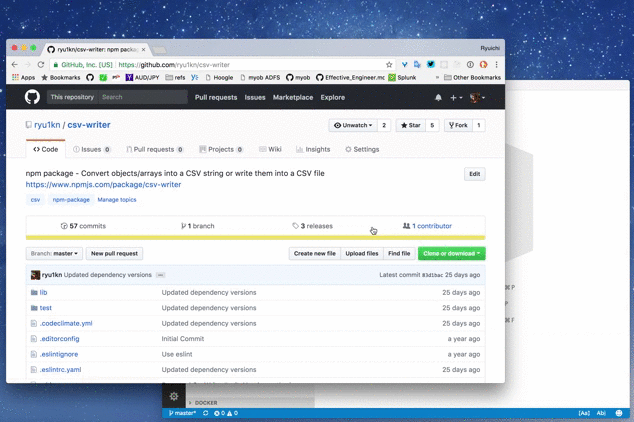 ryu1kn/csv-writer: npm packa
Ryuichi
GitHub, Inc. [US] https://github.com/ryu1kn/csv-writer
Apps Bookmarks AUD/JPY refs Hoogle myob ADFS myob Effective_Engineer.mo Splunk » Other Bookmarks
This repository Search Pull requests Issues Marketplace Explore
ryu1kn / csv-writer Unwatch 2 Star 5 Fork 1
Code Issues 0 Pull requests 0 Projects 0 Wiki Insights Settings
npm package - Convert objects/arrays into a CSV string or write them into a CSV file Edit
https://www.npmjs.com/package/csv-writer
csv npm-package Manage topics
57 commits 1 branch 3 releases 1 contributor
Branch: master New pull request Create new file Upload files Find file Clone or download
ryu1kn Updated dependency versions Latest commit 25 days ago
lib Updated dependency versions 25 days ago
test Updated dependency versions 25 days ago
.codeclimate.yml Updated dependency versions 25 days ago
.editorconfig Initial Commit a year ago
.eslintignore Use eslint a year ago
.eslintrc.yaml Updated dependency versions 25 days ago
⌘ P
P
⌘ F
DOCKER
master* 0 0 [Aa] Ab|